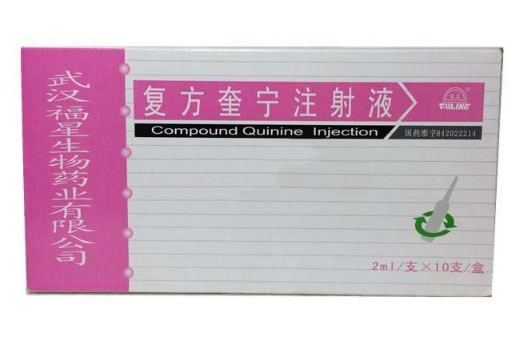 武汉福星生物药业有限公司
复方奎宁注射液
Compound Quinine Injection
国药准字H42022214
2ml/支×10支/盒